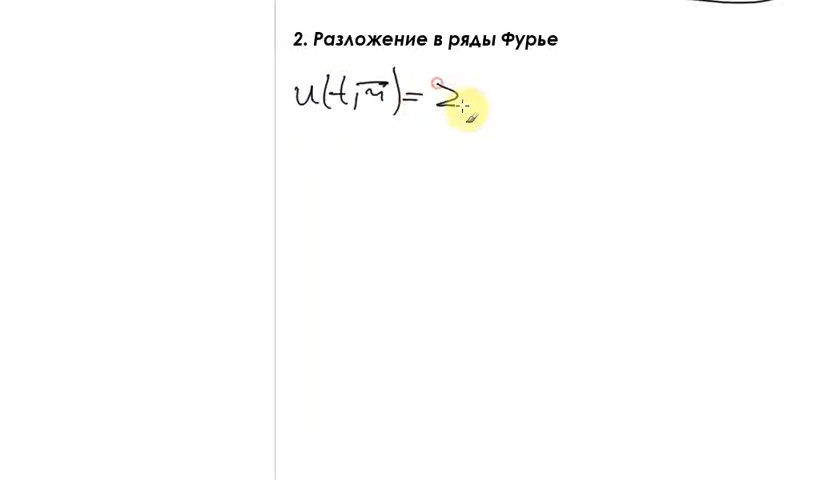 2. Разложение в ряды Фурье
u(t, r) =